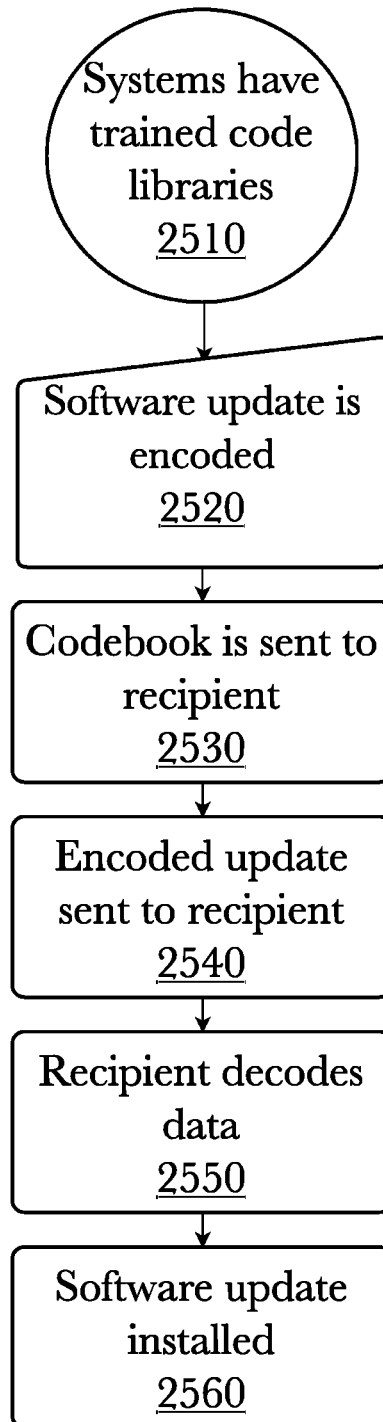 Systems have
trained code
libraries
2510
Software update is
encoded
2520
Codebook is sent to
recipient
2530
Encoded update
sent to recipient
2540
Recipient decodes
data
2550
Software update
installed
2560